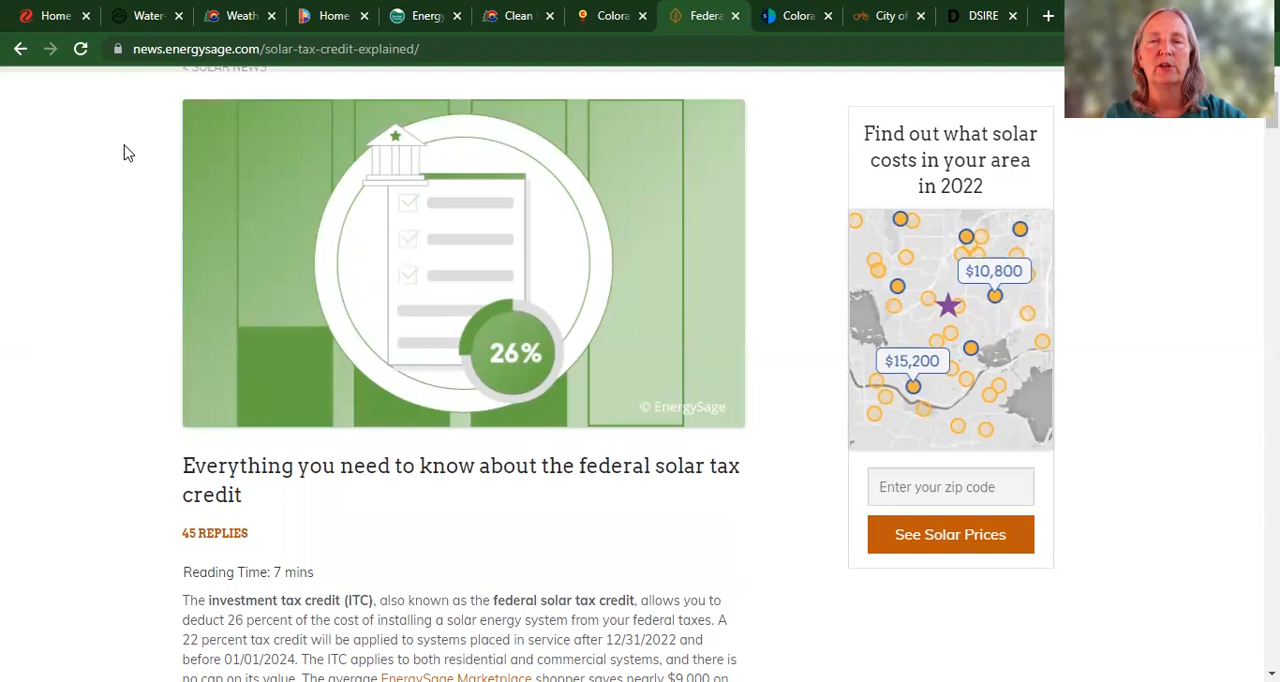 Home
Water-
Weath
Home
Energy
Clean
Colora
Federa
Colora
City of
DSIRE
news.energysage.com/solar-tax-credit-explained/
< SOLAR NEWS
26%
© EnergySage
Everything you need to know about the federal solar tax
credit
45 REPLIES
Reading Time: 7 mins
The investment tax credit (ITC), also known as the federal solar tax credit, allows you to
deduct 26 percent of the cost of installing a solar energy system from your federal taxes. A
22 percent tax credit will be applied to systems placed in service after 12/31/2022 and
before 01/01/2024. The ITC applies to both residential and commercial systems, and there is
no cap on its value. The average EnergySage Marketplace shopper saves nearly $9,000 on
Find out what solar
costs in your area
in 2022
$10,800
$15,200
Enter your zip code
See Solar Prices